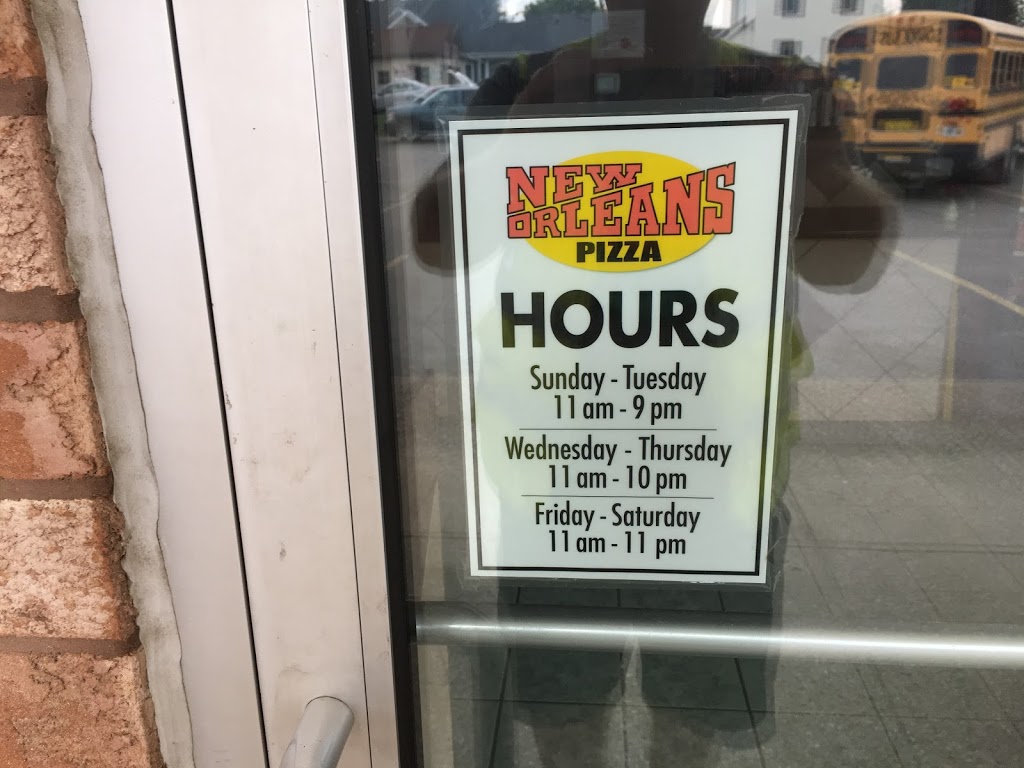 NEW
ORLEANS
PIZZA
HOURS
Sunday - Tuesday
11 am - 9 pm
Wednesday - Thursday
11 am - 10 pm
Friday - Saturday
11 am - 11 pm